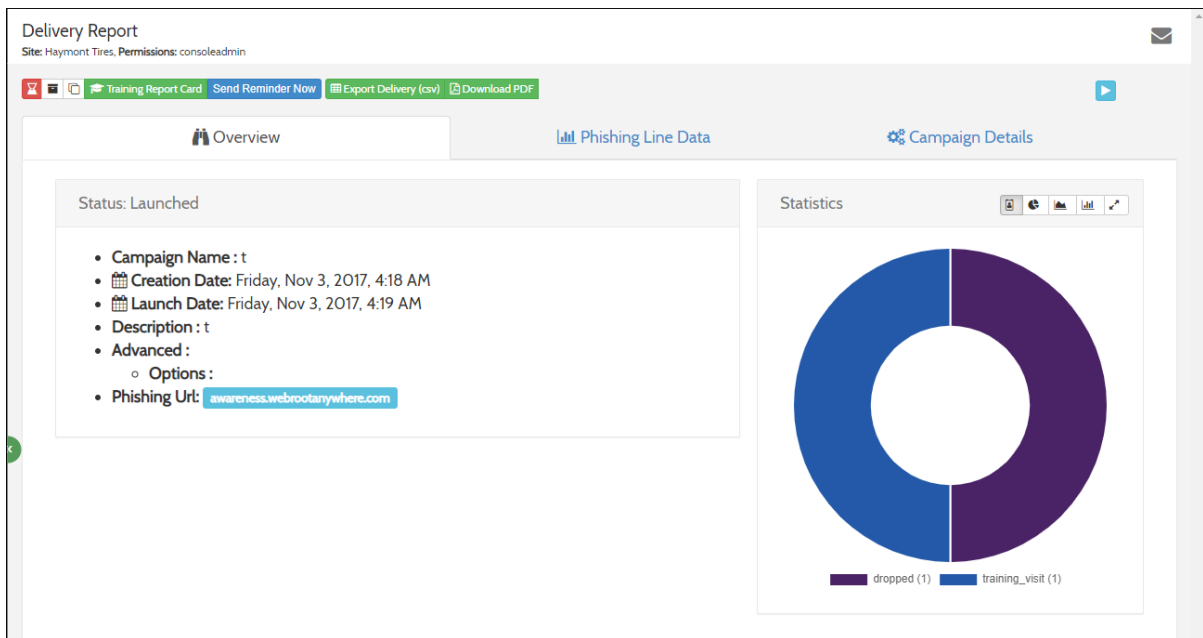 Delivery Report
Site: Haymont Tires, Permissions: consoleadmin
Training Report Card Send Reminder Now Export Delivery (csv) Download PDF
Overview Phishing Line Data Campaign Details
Status: Launched
Campaign Name : t
Creation Date: Friday, Nov 3, 2017, 4:18 AM
Launch Date: Friday, Nov 3, 2017, 4:19 AM
Description : t
Advanced :
Options :
Phishing Url: awareness.webrootanywhere.com
Statistics
dropped (1) training_visit (1)